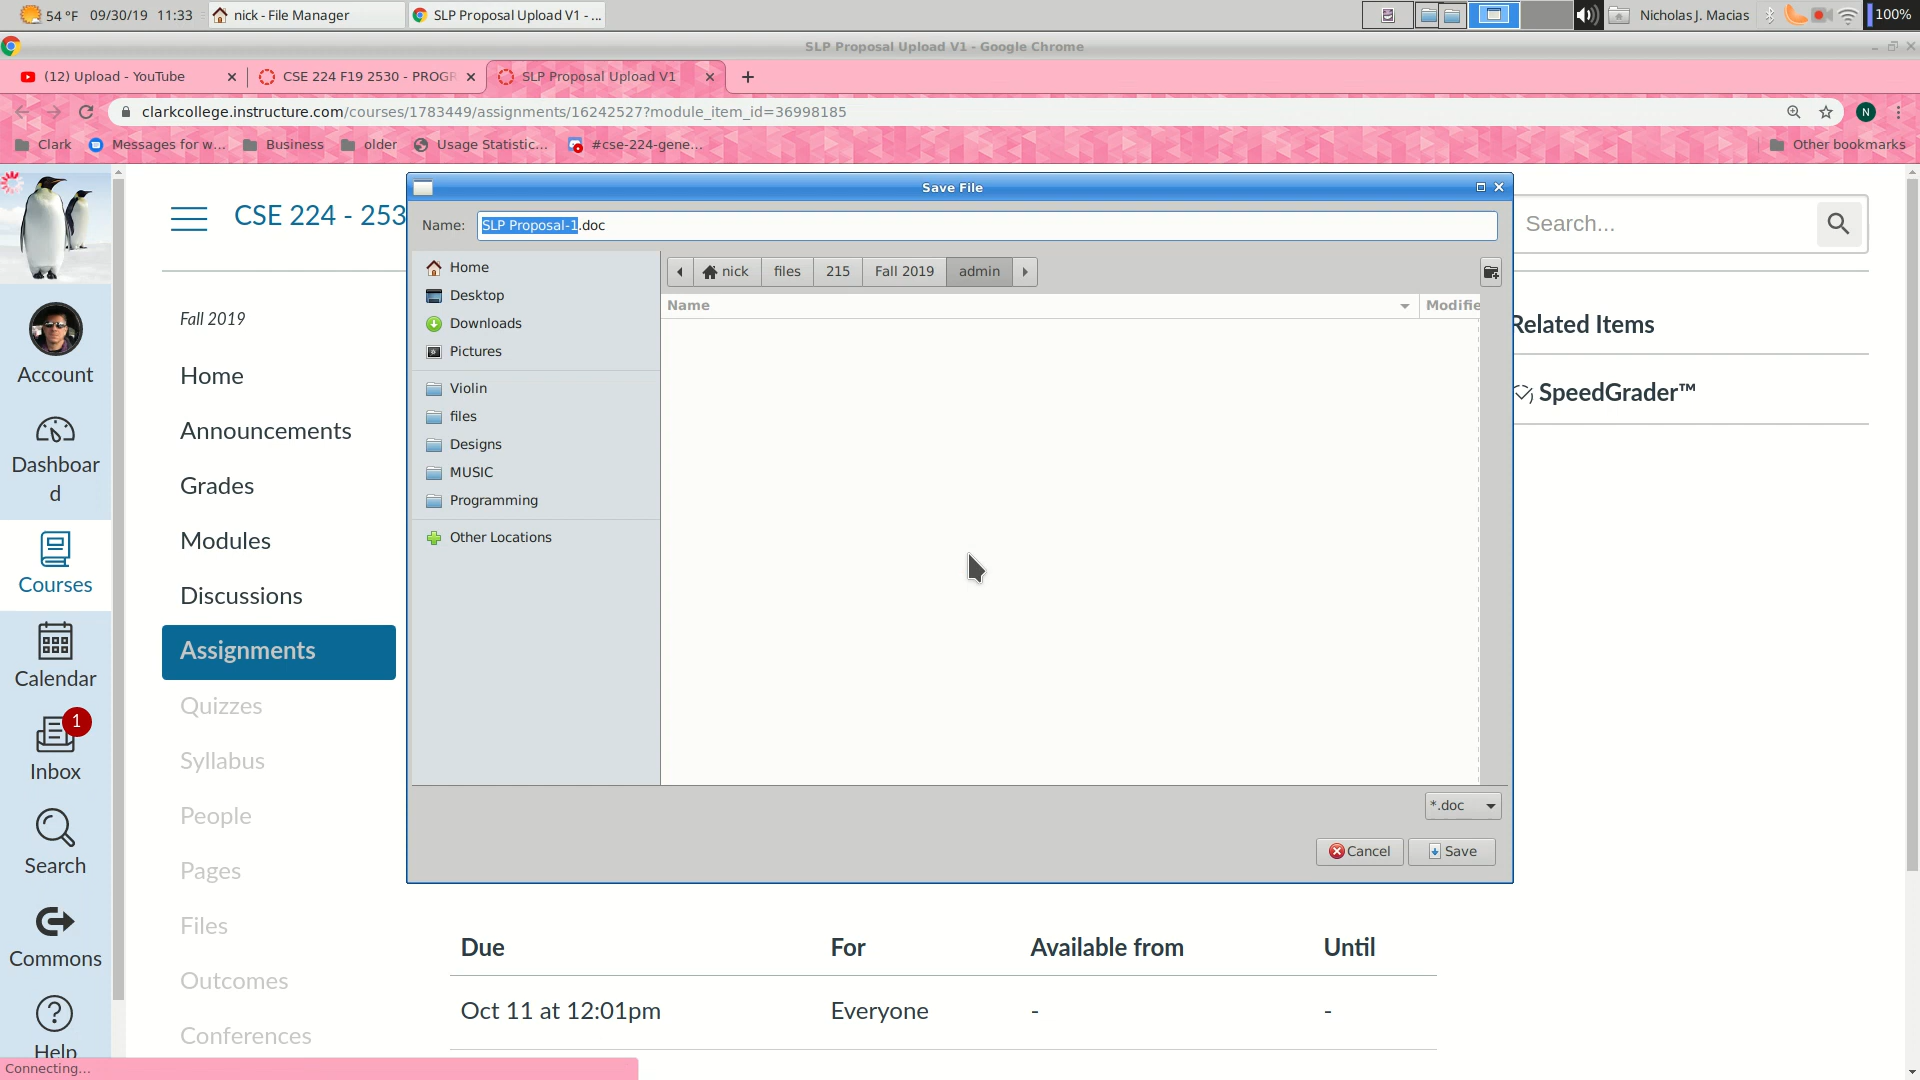 54 °F 09/30/19 11:33 nick - File Manager SLP Proposal Upload V1 - ... Nicholas J. Macias 100%
SLP Proposal Upload V1 - Google Chrome
(12) Upload - YouTube CSE 224 F19 2530 - PROGR SLP Proposal Upload V1
clarkcollege.instructure.com/courses/1783449/assignments/16242527?module_item_id=36998185 N
Clark Messages for w... Business older Usage Statistic... #cse-224-gene... Other bookmarks
Save File
CSE 224 - 253
Name: SLP Proposal-1.doc
Search...
Home
Desktop
Downloads
Pictures
Violin
files
Designs
MUSIC
Programming
Other Locations
nick files 215 Fall 2019 admin
Name Modifie
*.doc
Cancel Save
Account
Dashboar
d
Courses
Calendar
1
Inbox
Search
Commons
Help
Fall 2019
Home
Announcements
Grades
Modules
Discussions
Assignments
Quizzes
Syllabus
People
Pages
Files
Outcomes
Conferences
Related Items
SpeedGrader™
Due For Available from Until
Oct 11 at 12:01pm Everyone - -
Connecting...